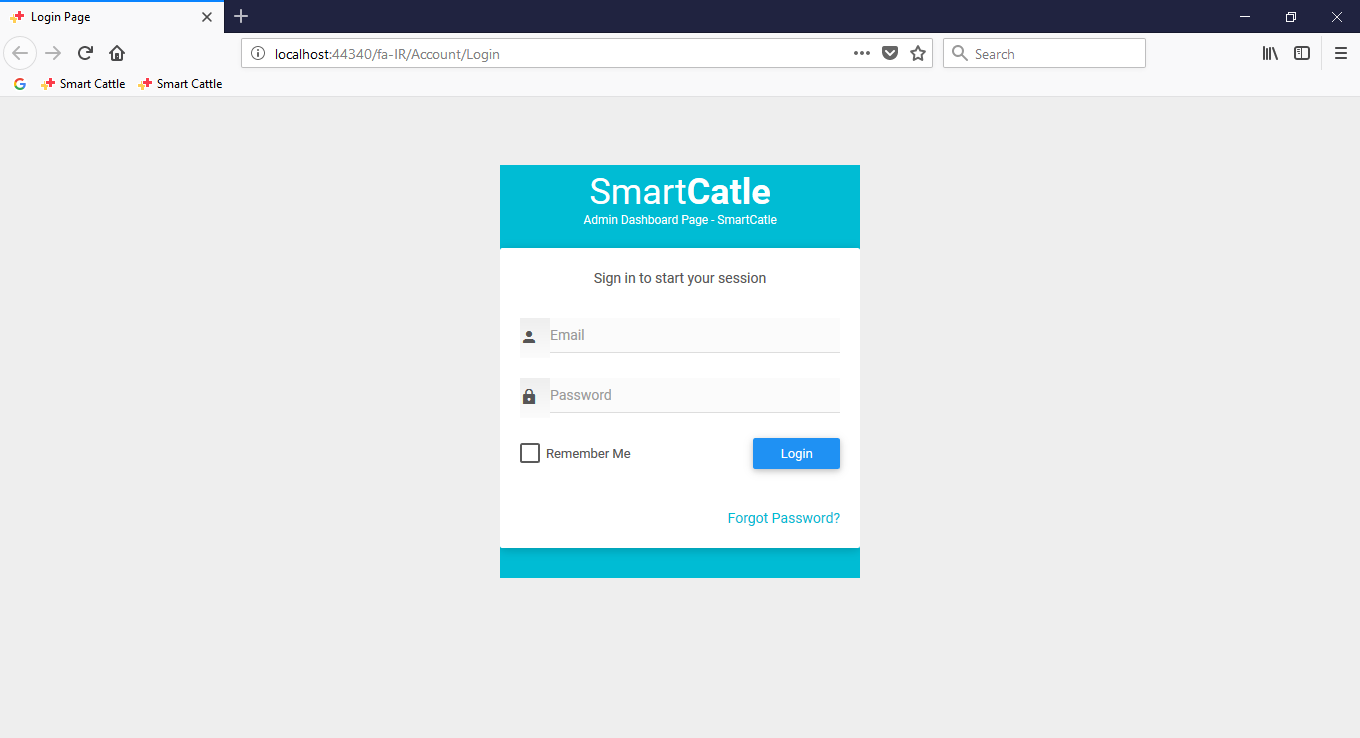 Login Page
localhost:44340/fa-IR/Account/Login
Search
Smart Cattle
Smart Cattle
SmartCatle
Admin Dashboard Page - SmartCatle
Sign in to start your session
Email
Password
Remember Me
Login
Forgot Password?